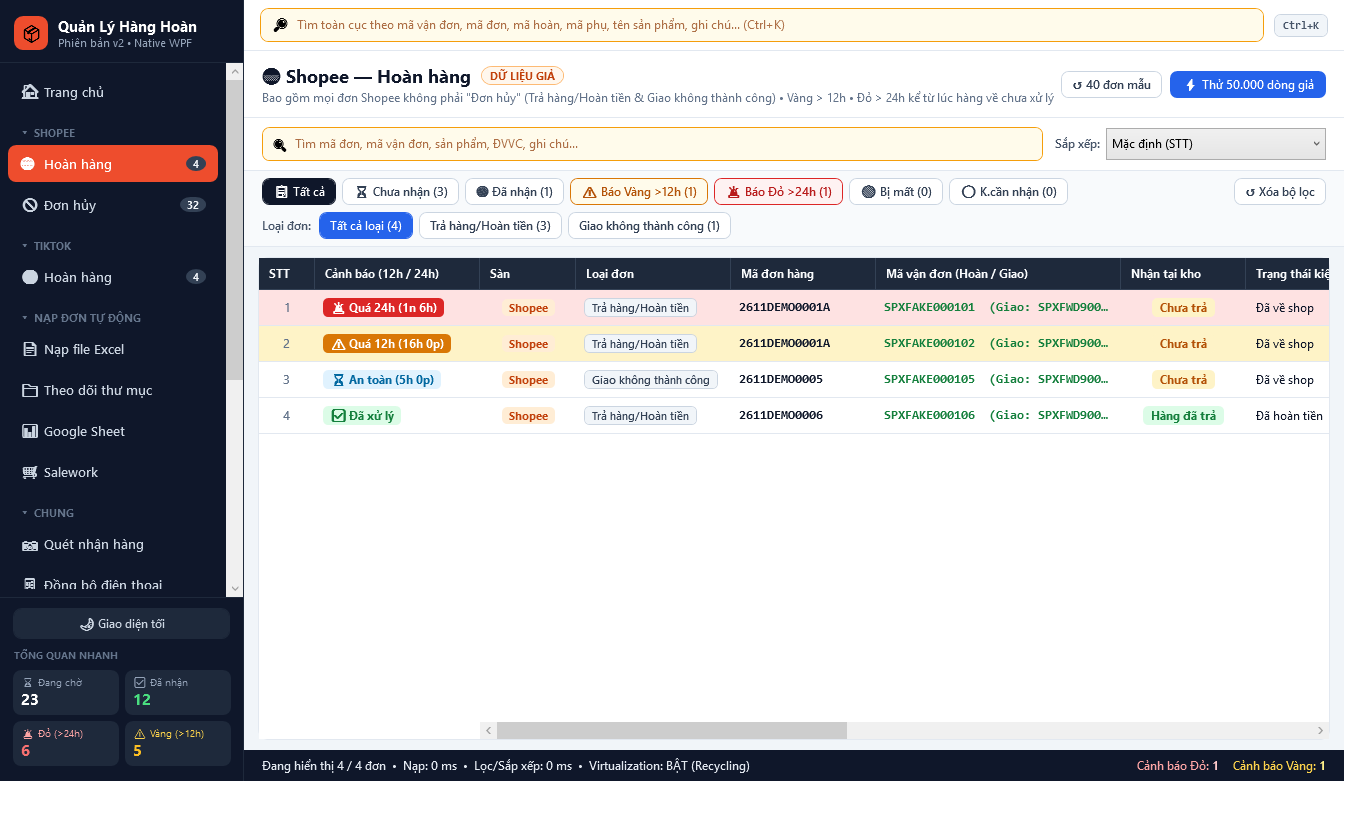 Quản Lý Hàng Hoàn
Phiên bản v2 • Native WPF
Trang chủ
SHOPEE
Hoàn hàng 4
Đơn hủy 32
TIKTOK
Hoàn hàng 4
NẠP ĐƠN TỰ ĐỘNG
Nạp file Excel
Theo dõi thư mục
Google Sheet
Salework
CHUNG
Quét nhận hàng
Đồng bộ điện thoại
Giao diện tối
TỔNG QUAN NHANH
Đang chờ
23
Đã nhận
12
Đỏ (>24h)
6
Vàng (>12h)
5
Tìm toàn cục theo mã vận đơn, mã đơn, mã hoàn, mã phụ, tên sản phẩm, ghi chú... (Ctrl+K)
Ctrl+K
Shopee — Hoàn hàng DỮ LIỆU GIẢ
Bao gồm mọi đơn Shopee không phải "Đơn hủy" (Trả hàng/Hoàn tiền & Giao không thành công) • Vàng > 12h • Đỏ > 24h kể từ lúc hàng về chưa xử lý
↺ 40 đơn mẫu
Thử 50.000 dòng giả
Tìm mã đơn, mã vận đơn, sản phẩm, ĐVVC, ghi chú...
Sắp xếp: Mặc định (STT)
Tất cả Chưa nhận (3) Đã nhận (1) Báo Vàng >12h (1) Báo Đỏ >24h (1) Bị mất (0) K.cần nhận (0) ↺ Xóa bộ lọc
Loại đơn: Tất cả loại (4) Trả hàng/Hoàn tiền (3) Giao không thành công (1)
STT Cảnh báo (12h / 24h) Sàn Loại đơn Mã đơn hàng Mã vận đơn (Hoàn / Giao) Nhận tại kho Trạng thái kiệ
1 Quá 24h (1n 6h) Shopee Trả hàng/Hoàn tiền 2611DEMO0001A SPXFAKE000101 (Giao: SPXFWD900… Chưa trả Đã về shop
2 Quá 12h (16h 0p) Shopee Trả hàng/Hoàn tiền 2611DEMO0001A SPXFAKE000102 (Giao: SPXFWD900… Chưa trả Đã về shop
3 An toàn (5h 0p) Shopee Giao không thành công 2611DEMO0005 SPXFAKE000105 (Giao: SPXFWD900… Chưa trả Đã về shop
4 Đã xử lý Shopee Trả hàng/Hoàn tiền 2611DEMO0006 SPXFAKE000106 (Giao: SPXFWD900… Hàng đã trả Đã hoàn tiền
Đang hiển thị 4 / 4 đơn • Nạp: 0 ms • Lọc/Sắp xếp: 0 ms • Virtualization: BẬT (Recycling)
Cảnh báo Đỏ: 1 Cảnh báo Vàng: 1